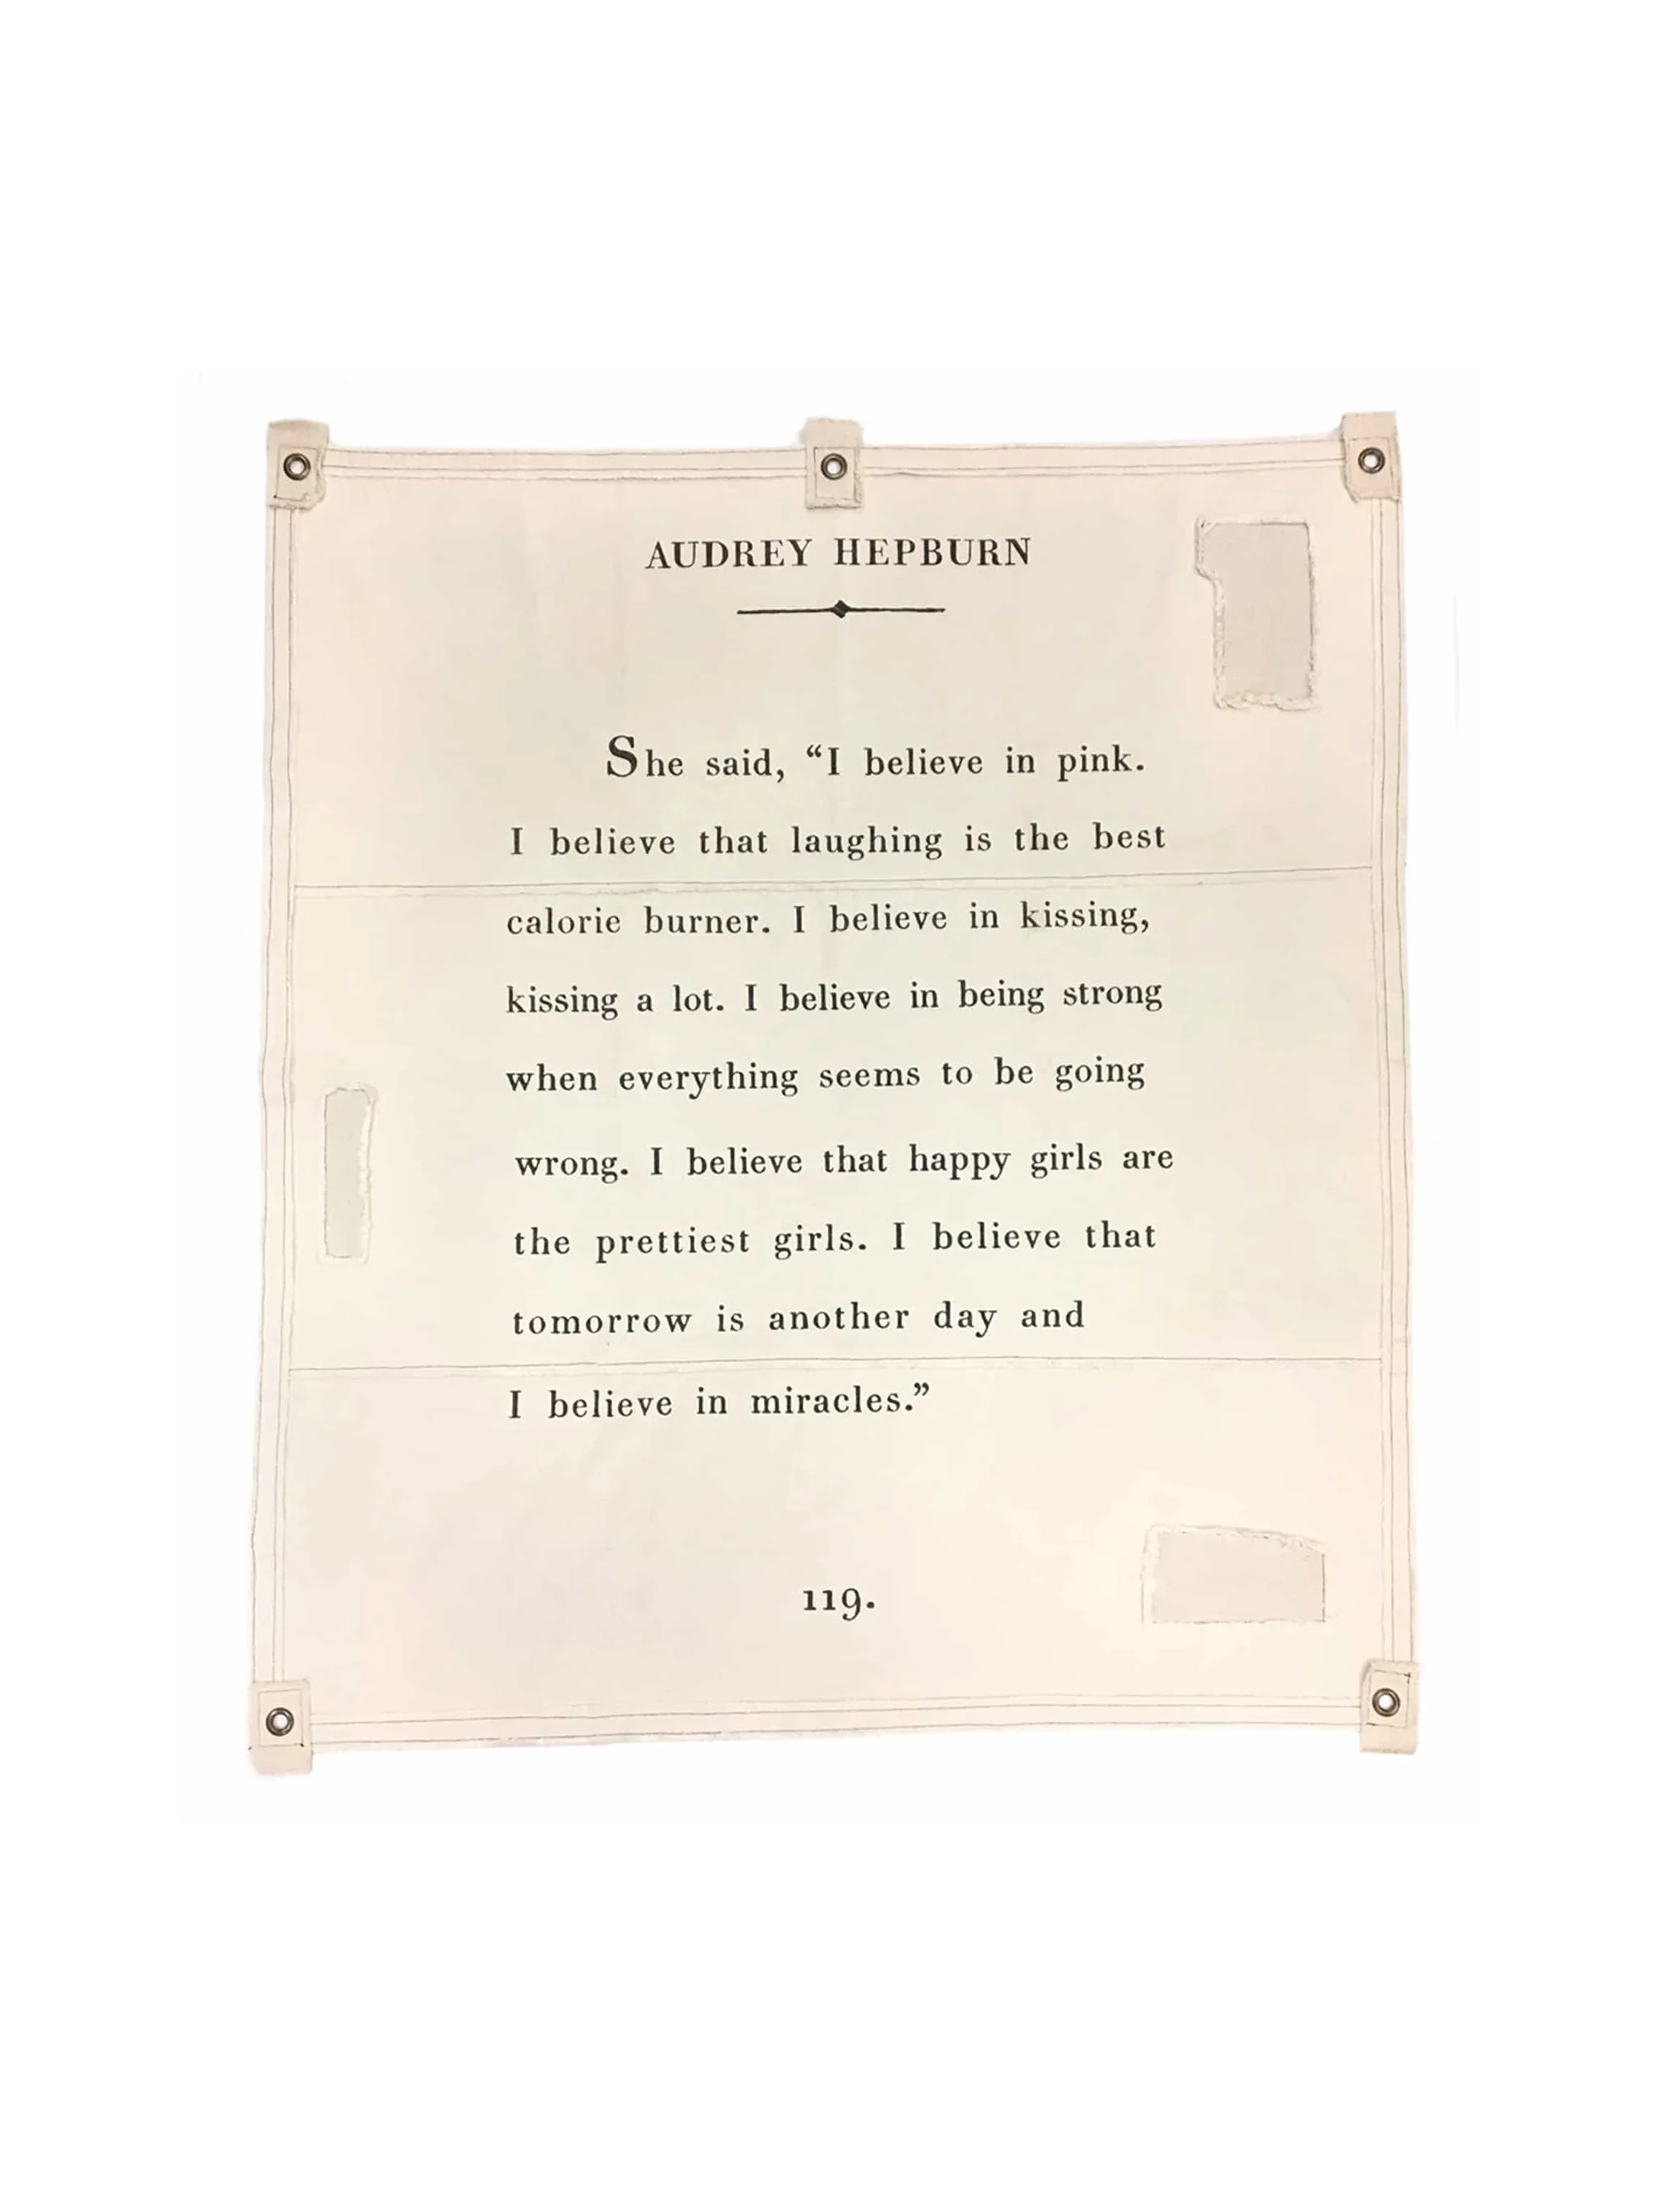 AUDREY HEPBURN
She said, “I believe in pink.
I believe that laughing is the best
calorie burner. I believe in kissing,
kissing a lot. I believe in being strong
when everything seems to be going
wrong. I believe that happy girls are
the prettiest girls. I believe that
tomorrow is another day and
I believe in miracles.”
119.